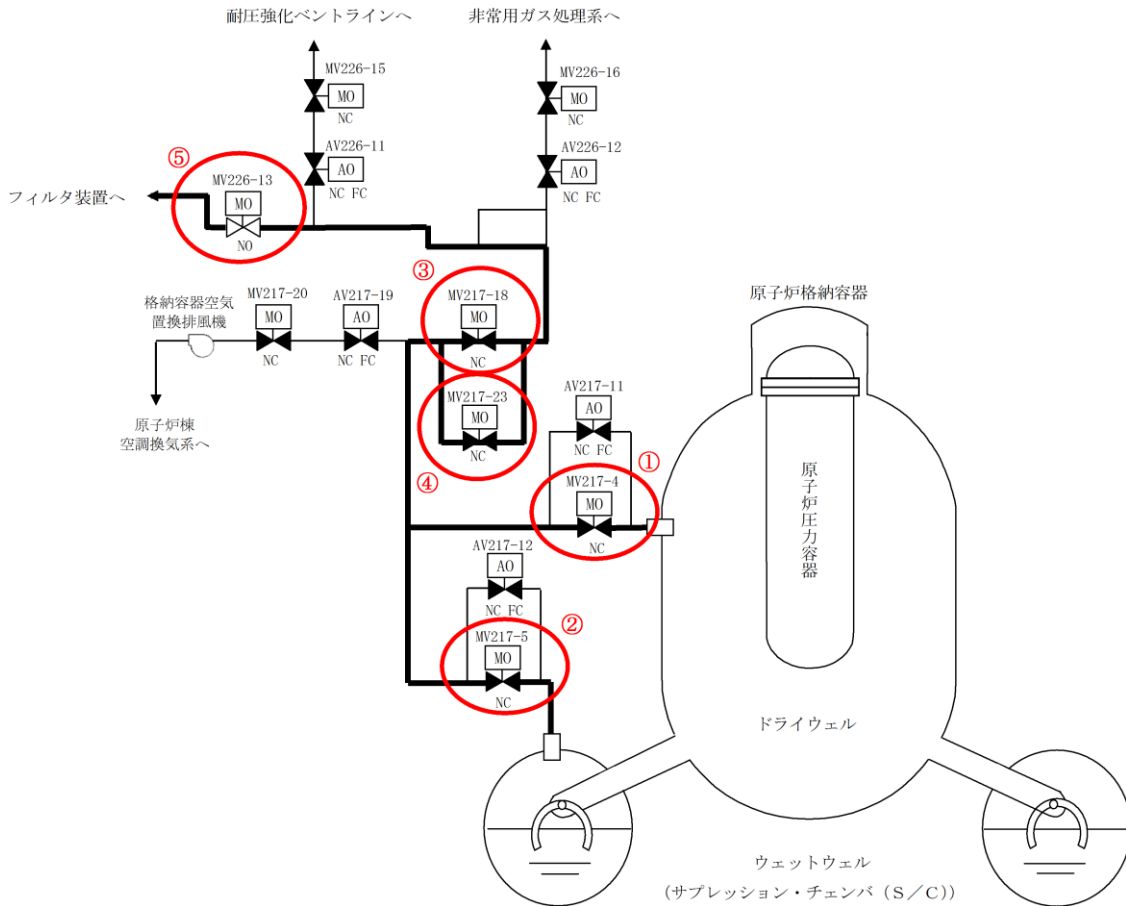 耐圧強化ベントラインへ
非常用ガス処理系へ
MV226-15
MO
NC
MV226-16
MO
NC
AV226-11
AO
NC FC
AV226-12
AO
NC FC
⑤
MV226-13
MO
NO
フィルタ装置へ
③
MV217-18
MO
NC
格納容器空気
置換排風機
MV217-20
MO
NC
AV217-19
AO
NC FC
原子炉格納容器
MV217-23
MO
NC
④
原子炉棟
空調換気系へ
AV217-11
AO
NC FC
①
MV217-4
MO
NC
原子炉圧力容器
AV217-12
AO
NC FC
②
MV217-5
MO
NC
ドライウェル
ウェットウェル
(サプレッション・チェンバ(S/C))